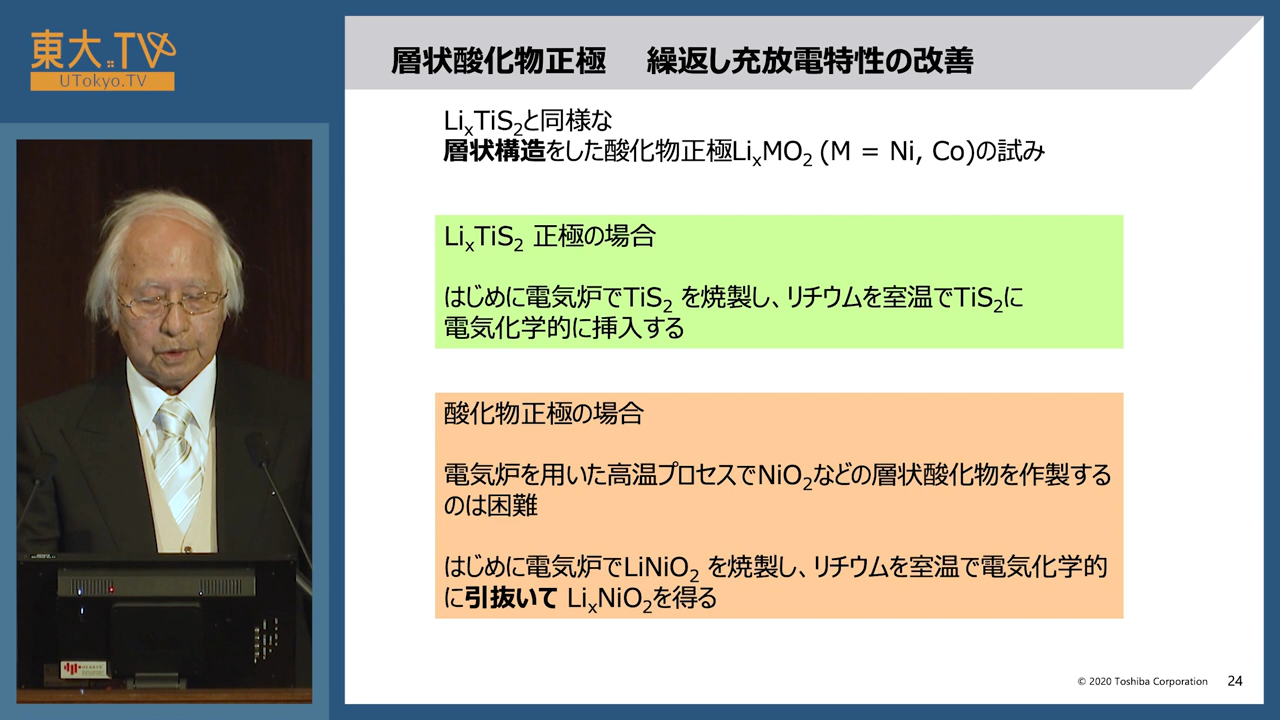 東大.TV
UTokyo.TV
層状酸化物正極　繰返し充放電特性の改善
LixTiS2と同様な
層状構造をした酸化物正極LixMO2 (M = Ni, Co)の試み
LixTiS2 正極の場合
はじめに電気炉でTiS2 を焼製し、リチウムを室温でTiS2に
電気化学的に挿入する
酸化物正極の場合
電気炉を用いた高温プロセスでNiO2などの層状酸化物を作製する
のは困難
はじめに電気炉でLiNiO2 を焼製し、リチウムを室温で電気化学的
に引抜いて LixNiO2を得る
© 2020 Toshiba Corporation 24